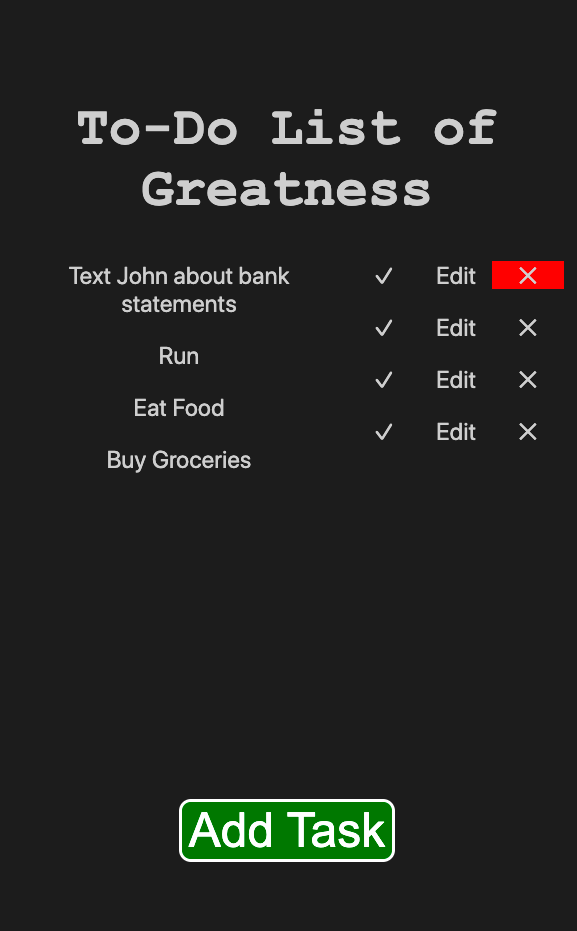 To-Do List of
Greatness
Text John about bank ✓ Edit ✕
statements
✓ Edit ✕
Run
✓ Edit ✕
Eat Food
✓ Edit ✕
Buy Groceries
Add Task